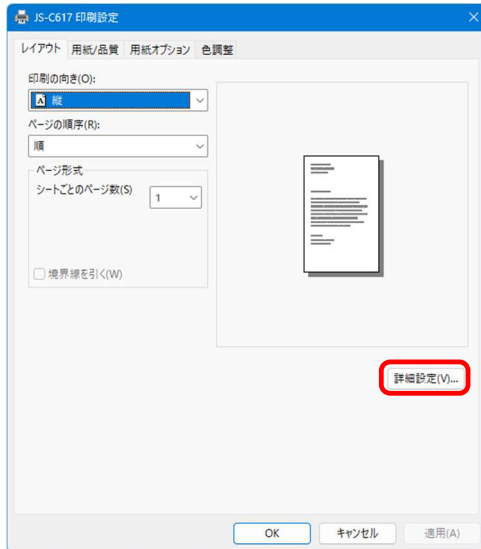 JS-C617 印刷設定
レイアウト 用紙/品質 用紙オプション 色調整
印刷の向き(O):
A 縦
ページの順序(R):
順
ページ形式
シートごとのページ数(S)
1
境界線を引く(W)
詳細設定(V)...
OK キャンセル 適用(A)